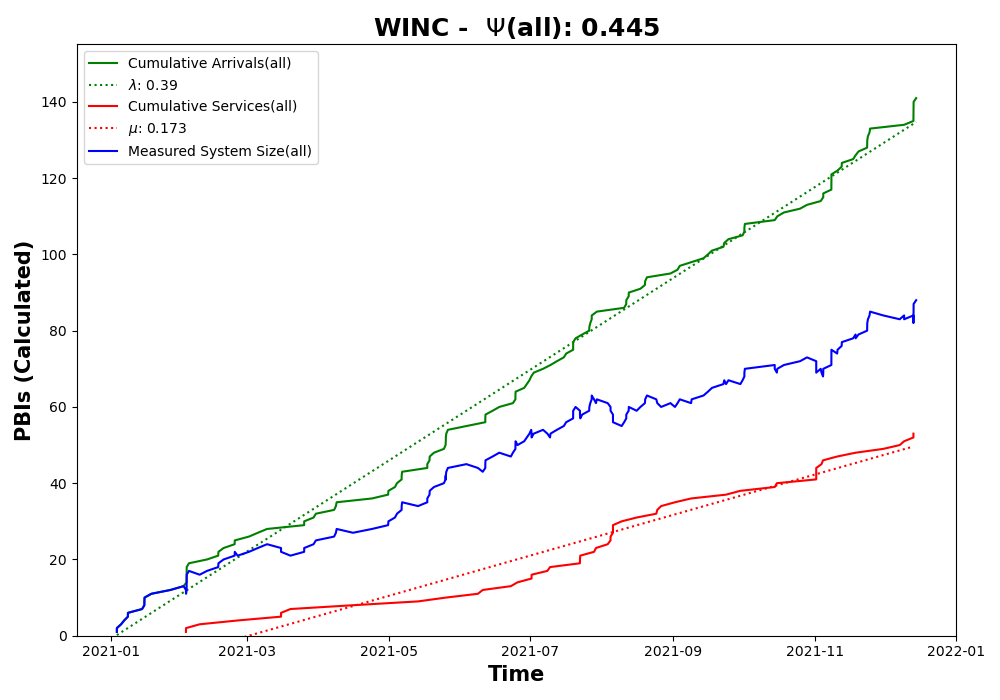 WINC -  Ψ(all): 0.445
Cumulative Arrivals(all)
λ: 0.39
Cumulative Services(all)
μ: 0.173
Measured System Size(all)
PBIs (Calculated)
140
120
100
80
60
40
20
0
2021-01 2021-03 2021-05 2021-07 2021-09 2021-11 2022-01
Time